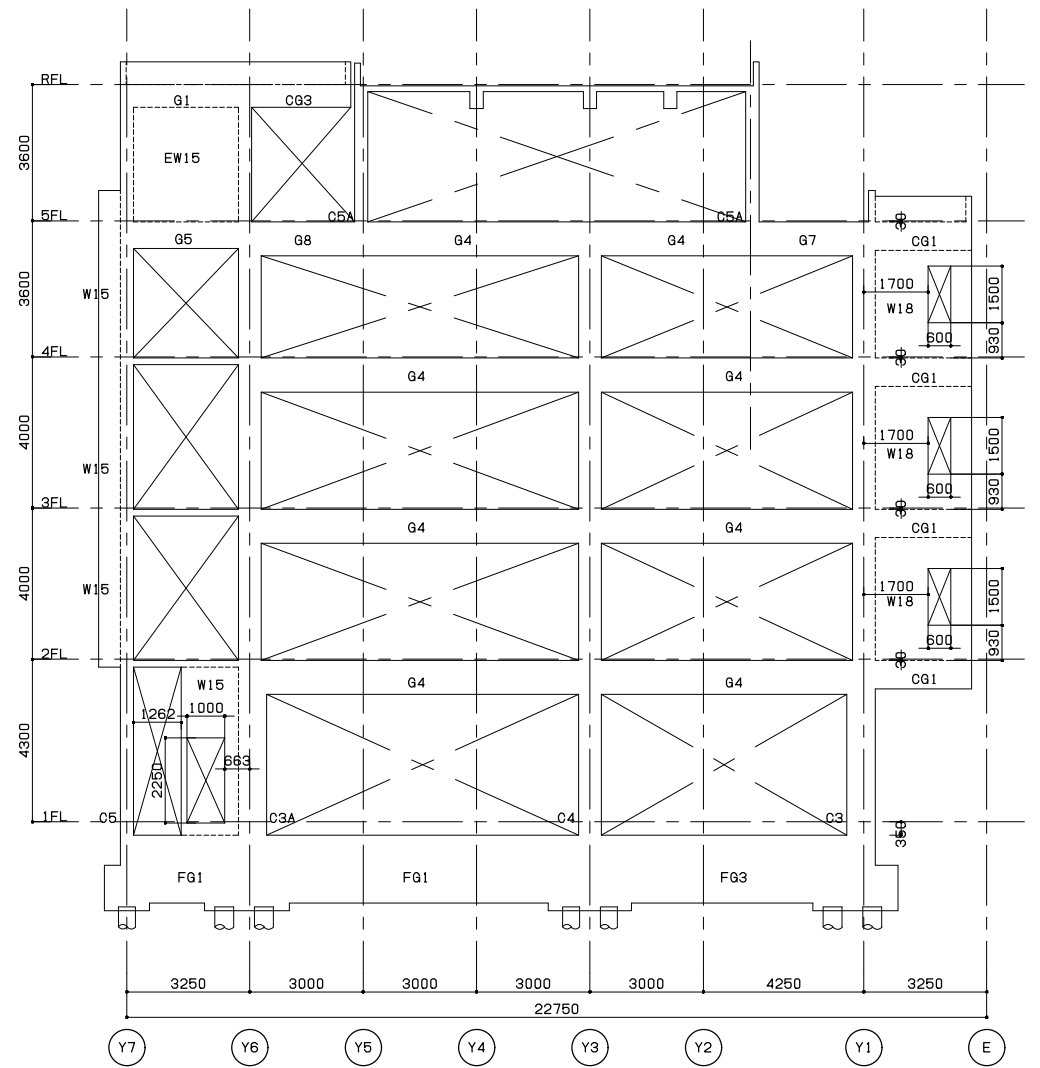 RFL
G1 CG3
3600
EW15
5FL C5A C5A 30
G5 G8 G4 G4 G7 CG1
3600 W15 1700 W18 1500
600 930
4FL 30
G4 G4 CG1
4000 1700 W18 1500
W15 600 930
3FL 30
G4 G4 CG1
4000 W15 1700 W18 1500
600 930
2FL 30
W15 G4 G4 CG1
1262 1000
4300 2250 663
1FL C5 C3A C4 C3 350
FG1 FG1 FG3
3250 3000 3000 3000 3000 4250 3250
22750
Y7 Y6 Y5 Y4 Y3 Y2 Y1 E